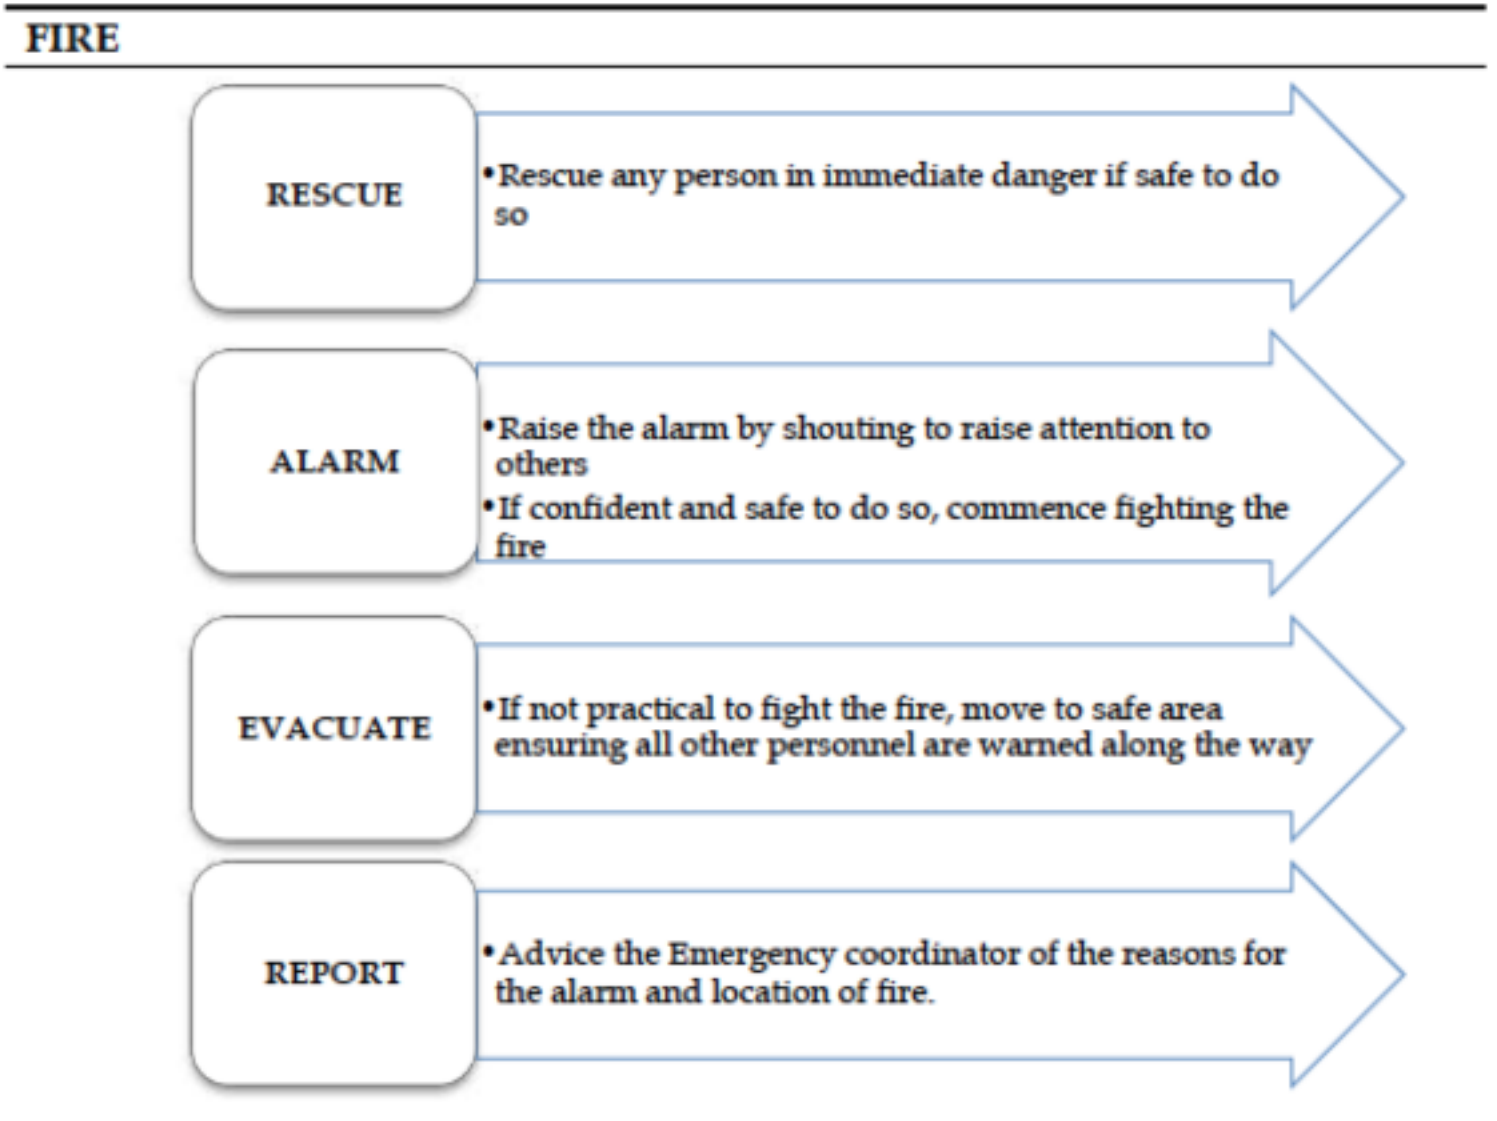 FIRE
RESCUE
•Rescue any person in immediate danger if safe to do
so
ALARM
•Raise the alarm by shouting to raise attention to
others
•If confident and safe to do so, commence fighting the
fire
EVACUATE
•If not practical to fight the fire, move to safe area
ensuring all other personnel are warned along the way
REPORT
•Advice the Emergency coordinator of the reasons for
the alarm and location of fire.